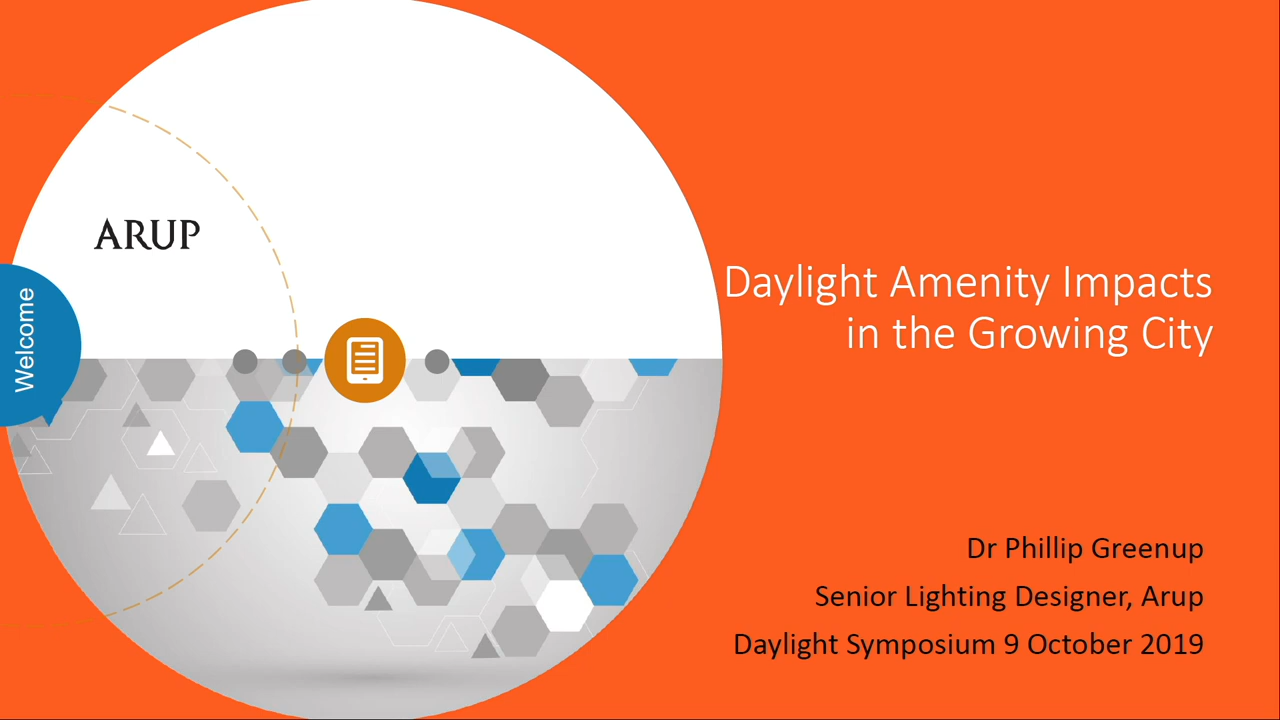 ARUP
Welcome
Daylight Amenity Impacts
in the Growing City
Dr Phillip Greenup
Senior Lighting Designer, Arup
Daylight Symposium 9 October 2019